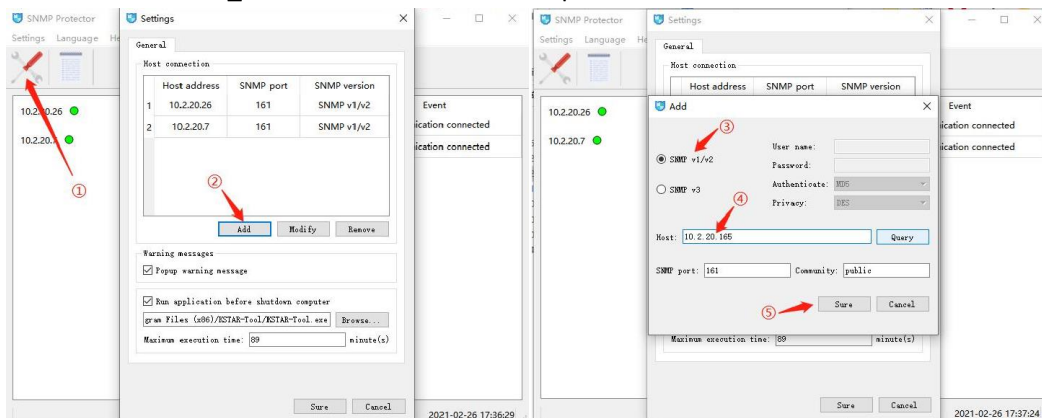 SNMP Protector
Settings Language He
10.2.20.26
10.2.20.7
①
Settings
General
Host connection
Host address SNMP port SNMP version
1 10.2.20.26 161 SNMP v1/v2
2 10.2.20.7 161 SNMP v1/v2
②
Add Modify Remove
Warning messages
Popup warning message
Run application before shutdown computer
gram Files (x86)/KSTAR-Tool/KSTAR-Tool.exe Browse...
Maximum execution time: 89 minute(s)
Sure Cancel
Event
ication connected
ication connected
2021-02-26 17:36:29
SNMP Protector
Settings Language He
10.2.20.26
10.2.20.7
Settings
General
Host connection
Host address SNMP port SNMP version
Add
③
SNMP v1/v2
SNMP v3
User name:
Password:
Authenticate: MD5
Privacy: DES
④
Host: 10.2.20.165 Query
SNMP port: 161 Community: public
⑤
Sure Cancel
Maximum execution time: 89 minute(s)
Sure Cancel
Event
ication connected
ication connected
2021-02-26 17:37:24